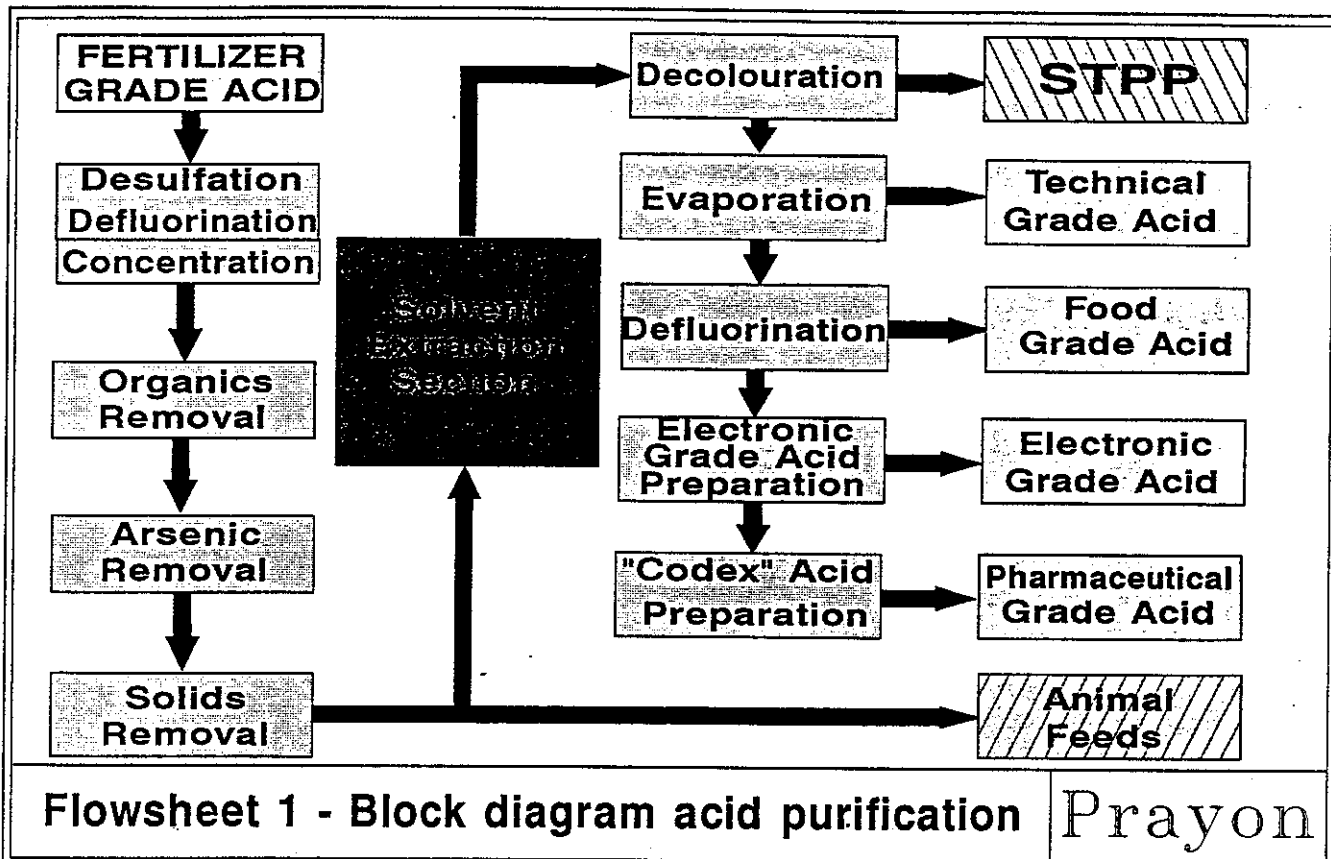 FERTILIZER
GRADE ACID
Desulfation
Defluorination
Concentration
Organics
Removal
Arsenic
Removal
Solids
Removal
Solvent
Extraction
Section
Decolouration
STPP
Evaporation
Technical
Grade Acid
Defluorination
Food
Grade Acid
Electronic
Grade Acid
Preparation
Electronic
Grade Acid
"Codex" Acid
Preparation
Pharmaceutical
Grade Acid
Animal
Feeds
Flowsheet 1 - Block diagram acid purification
Prayon